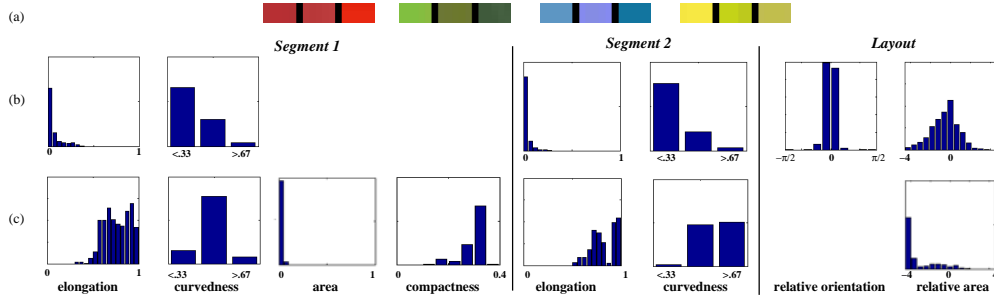 (a)
Segment 1 Segment 2 Layout
(b)
0 1 <.33 >.67 0 1 <.33 >.67 −π/2 0 π/2 −4 0 4
(c)
0 1 <.33 >.67 0 1 0 0.4 0 1 <.33 >.67 −4 0 4
elongation curvedness area compactness elongation curvedness relative orientation relative area